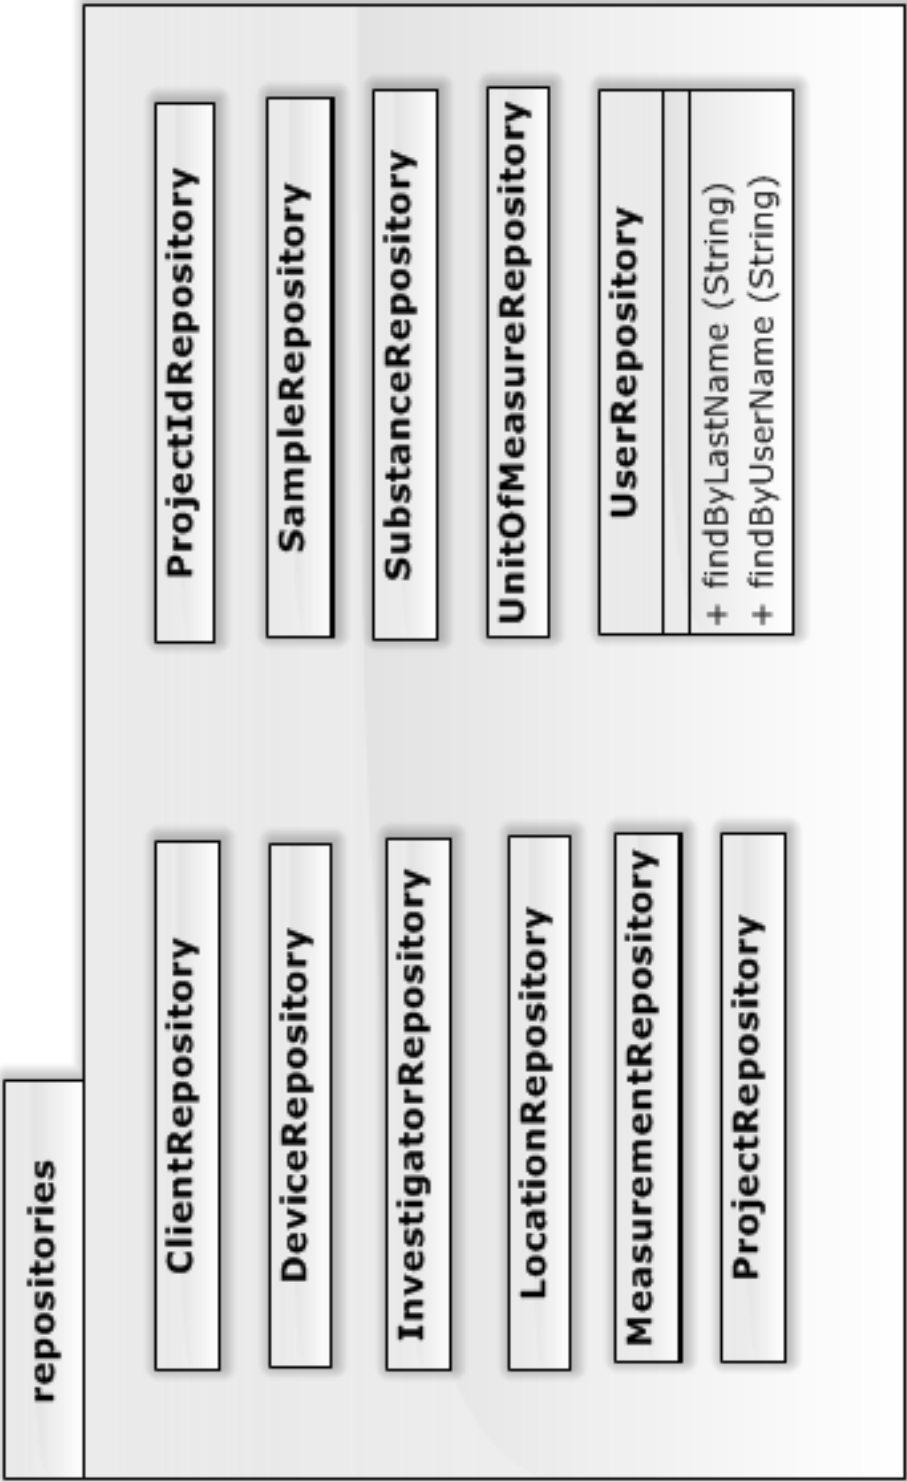 repositories
ClientRepository
DeviceRepository
InvestigatorRepository
LocationRepository
MeasurementRepository
ProjectRepository
ProjectIdRepository
SampleRepository
SubstanceRepository
UnitOfMeasureRepository
UserRepository
+ findByLastName (String)
+ findByUserName (String)